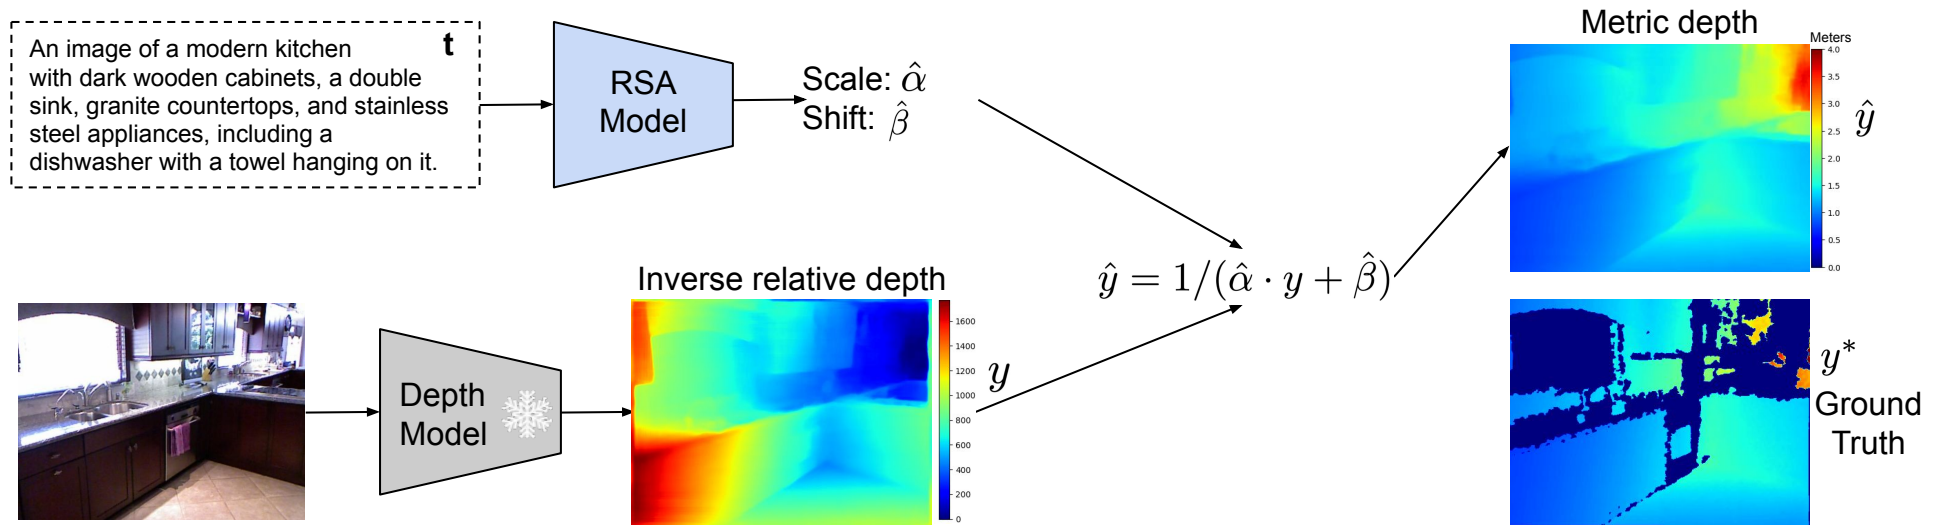 An image of a modern kitchen
t
with dark wooden cabinets, a double
sink, granite countertops, and stainless
steel appliances, including a
dishwasher with a towel hanging on it.
RSA
Model
Scale: α̂
Shift: β̂
Metric depth
Meters
4.0
3.5
3.0
2.5
2.0
1.5
1.0
0.5
0.0
ŷ
ŷ = 1/(α̂ · y + β̂)
Depth
Model
Inverse relative depth
1600
1400
1200
1000
800
600
400
200
0
y
y*
Ground
Truth